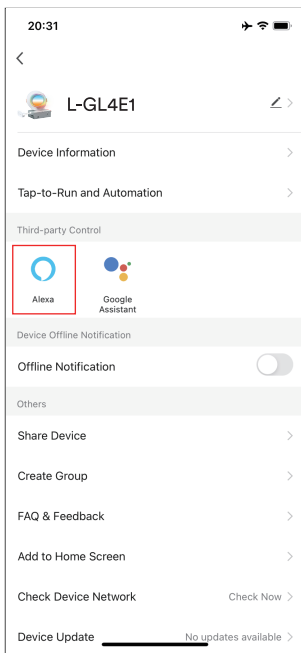 20:31
L-GL4E1
Device Information
Tap-to-Run and Automation
Third-party Control
Alexa
Google
Assistant
Device Offline Notification
Offline Notification
Others
Share Device
Create Group
FAQ & Feedback
Add to Home Screen
Check Device Network Check Now
Device Update No updates available